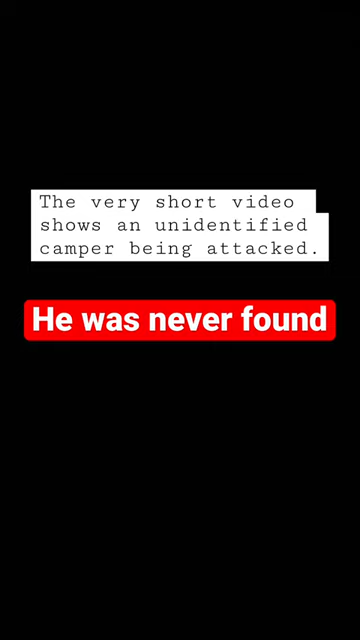 The very short video
shows an unidentified
camper being attacked.
He was never found